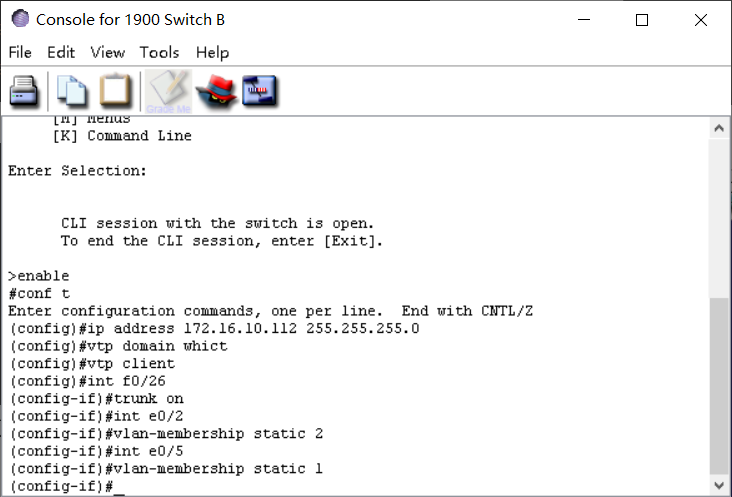 Console for 1900 Switch B
File Edit View Tools Help
Grade Me
[M] Menus
[K] Command Line
Enter Selection:
CLI session with the switch is open.
To end the CLI session, enter [Exit].
>enable
#conf t
Enter configuration commands, one per line.  End with CNTL/Z
(config)#ip address 172.16.10.112 255.255.255.0
(config)#vtp domain whict
(config)#vtp client
(config)#int f0/26
(config-if)#trunk on
(config-if)#int e0/2
(config-if)#vlan-membership static 2
(config-if)#int e0/5
(config-if)#vlan-membership static 1
(config-if)#_